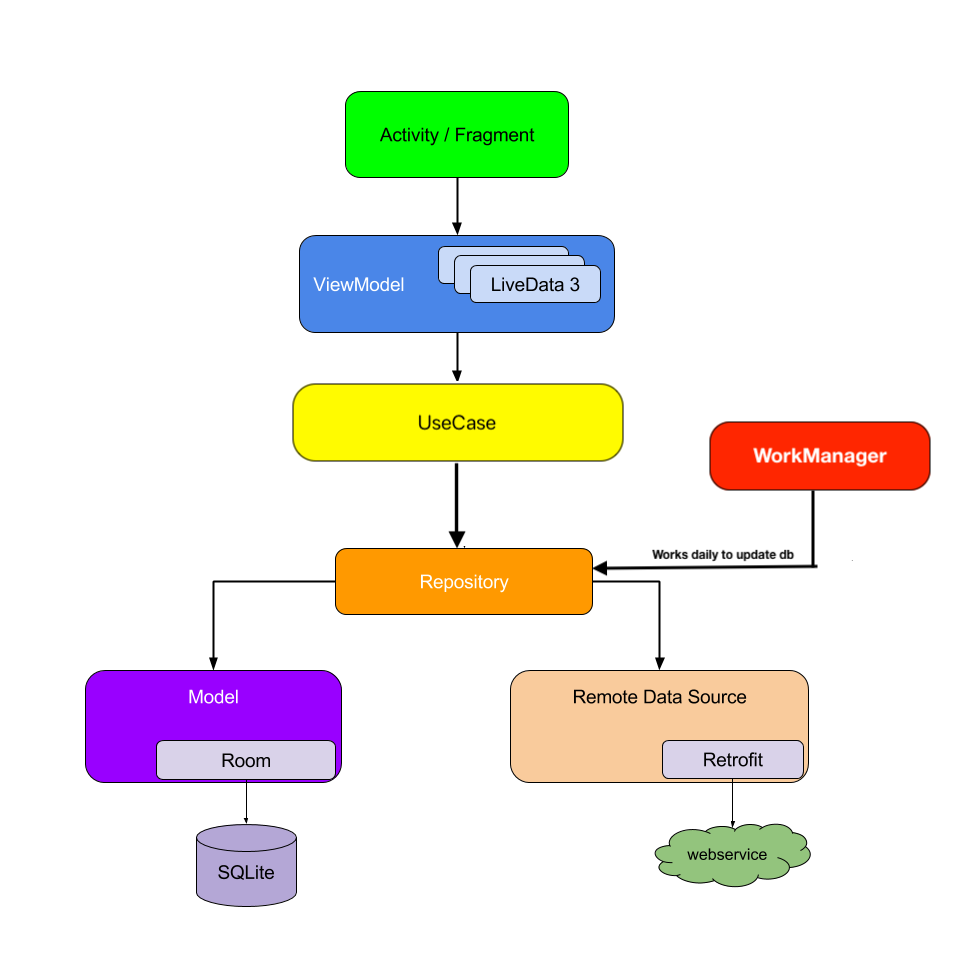 Activity / Fragment
ViewModel
LiveData 3
UseCase
WorkManager
Works daily to update db
Repository
Model
Room
SQLite
Remote Data Source
Retrofit
webservice